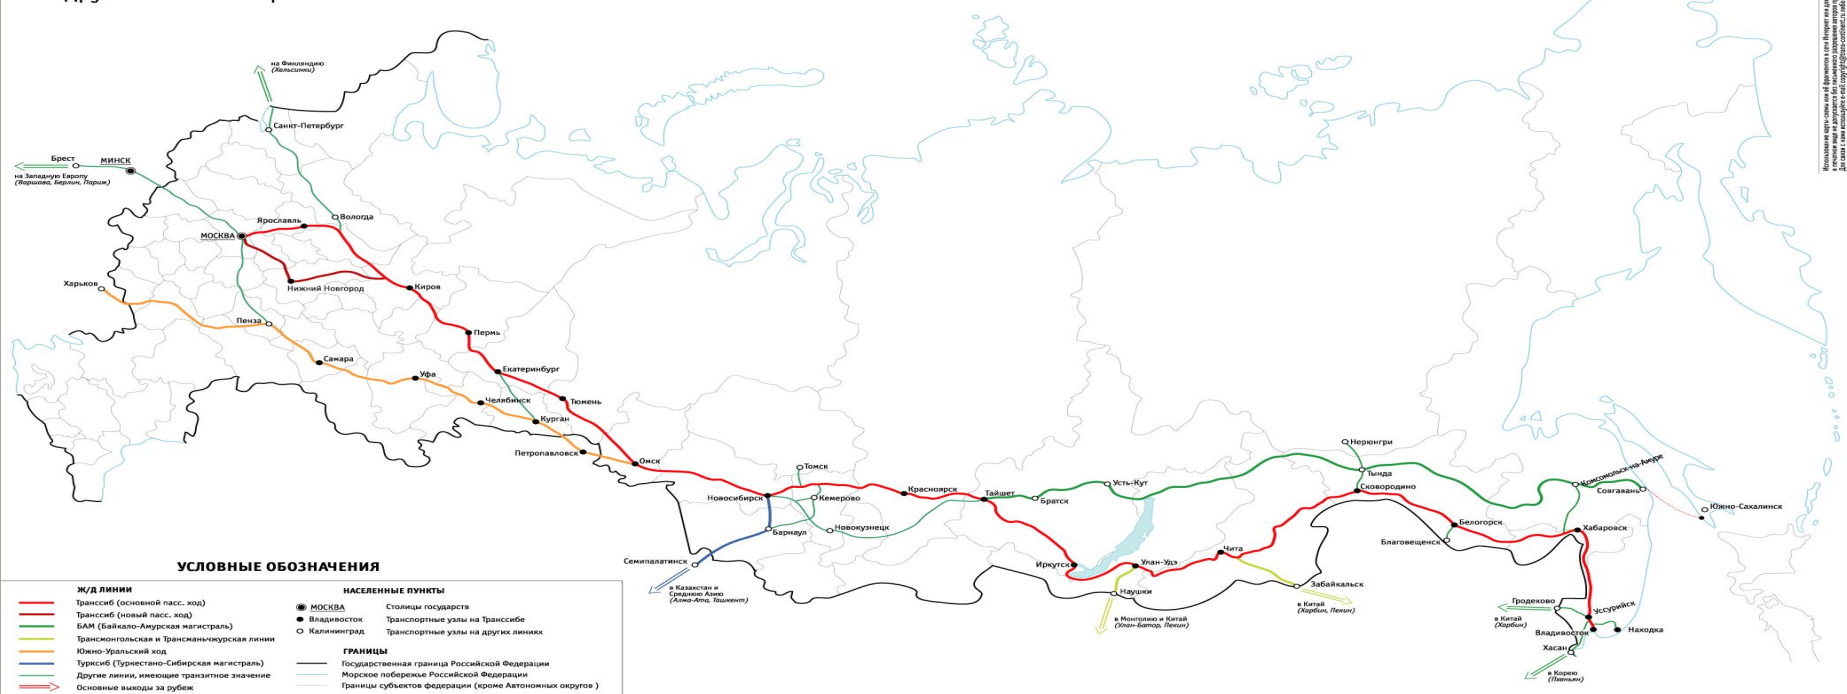 на Финляндию
(Хельсинки)
Санкт-Петербург
Брест
МИНСК
на Западную Европу
(Варшава, Берлин, Париж)
Ярославль
Вологда
МОСКВА
Харьков
Нижний Новгород
Киров
Пенза
Пермь
Самара
Екатеринбург
Уфа
Тюмень
Челябинск
Курган
Петропавловск
Омск
Томск
Новосибирск
Кемерово
Красноярск
Тайшет
Братск
Усть-Кут
Нерюнгри
Тында
Сковородино
Комсомольск-на-Амуре
Совгавань
Южно-Сахалинск
Новокузнецк
Барнаул
Белогорск
Хабаровск
Благовещенск
Семипалатинск
Иркутск
Улан-Удэ
Чита
Забайкальск
Наушки
в Казахстан и
Среднюю Азию
(Алма-Ата, Ташкент)
в Монголию и Китай
(Улан-Батор, Пекин)
в Китай
(Харбин, Пекин)
Гродеково
Уссурийск
в Китай
(Харбин)
Владивосток
Находка
Хасан
в Корею
(Пхеньян)
УСЛОВНЫЕ ОБОЗНАЧЕНИЯ
Ж/Д ЛИНИИ
Транссиб (основной пасс. ход)
Транссиб (новый пасс. ход)
БАМ (Байкало-Амурская магистраль)
Трансмонгольская и Трансманьчжурская линии
Южно-Уральский ход
Турксиб (Туркестано-Сибирская магистраль)
Другие линии, имеющие транзитное значение
Основные выходы за рубеж
НАСЕЛЕННЫЕ ПУНКТЫ
МОСКВА Столицы государств
Владивосток Транспортные узлы на Транссибе
Калининград Транспортные узлы на других линиях
ГРАНИЦЫ
Государственная граница Российской Федерации
Морское побережье Российской Федерации
Границы субъектов федерации (кроме Автономных округов )